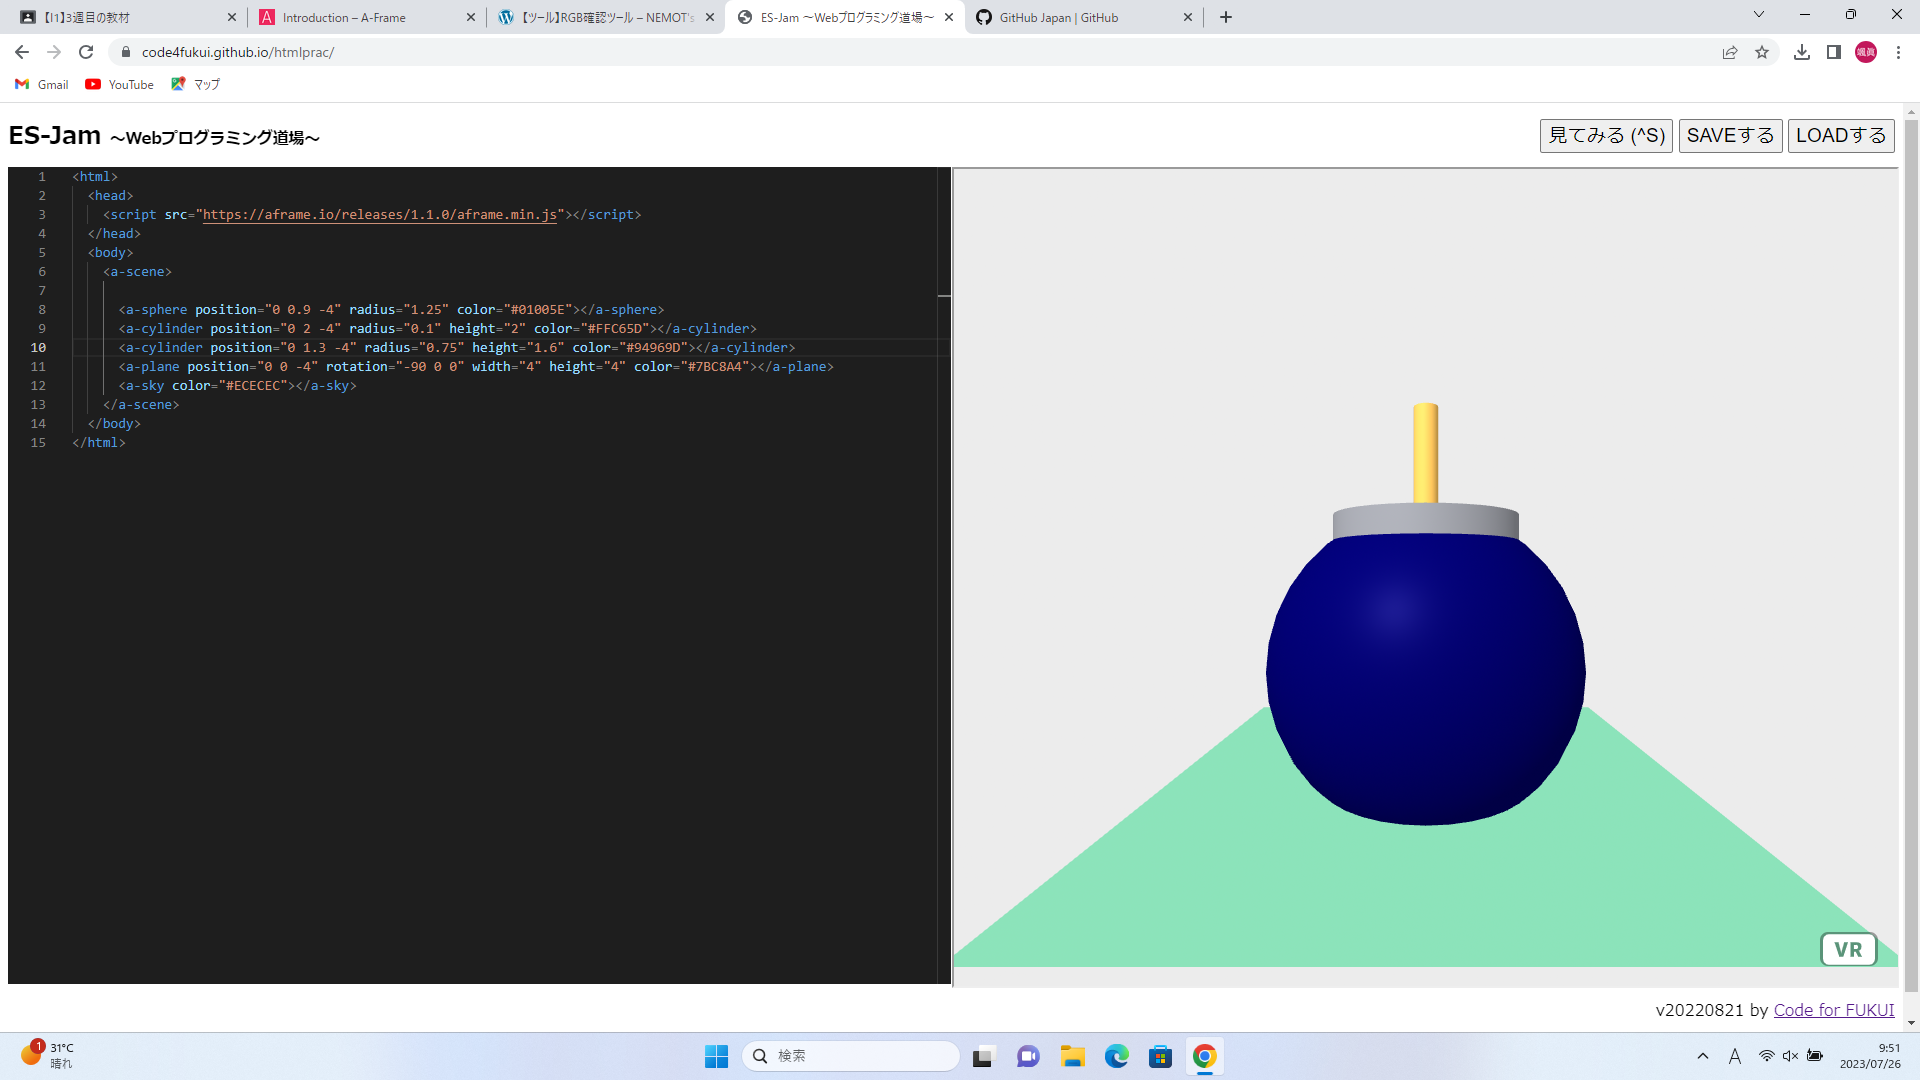 【I1】3週目の教材
Introduction – A-Frame
【ツール】RGB確認ツール – NEMOT's
ES-Jam ～Webプログラミング道場～
GitHub Japan | GitHub
code4fukui.github.io/htmlprac/
颯眞
Gmail
YouTube
マップ
ES-Jam ～Webプログラミング道場～
見てみる (^S)
SAVEする
LOADする
1 <html>
2 <head>
3 <script src="https://aframe.io/releases/1.1.0/aframe.min.js"></script>
4 </head>
5 <body>
6 <a-scene>
7
8 <a-sphere position="0 0.9 -4" radius="1.25" color="#01005E"></a-sphere>
9 <a-cylinder position="0 2 -4" radius="0.1" height="2" color="#FFC65D"></a-cylinder>
10 <a-cylinder position="0 1.3 -4" radius="0.75" height="1.6" color="#94969D"></a-cylinder>
11 <a-plane position="0 0 -4" rotation="-90 0 0" width="4" height="4" color="#7BC8A4"></a-plane>
12 <a-sky color="#ECECEC"></a-sky>
13 </a-scene>
14 </body>
15 </html>
VR
v20220821 by Code for FUKUI
1
31°C
晴れ
検索
A
9:51
2023/07/26